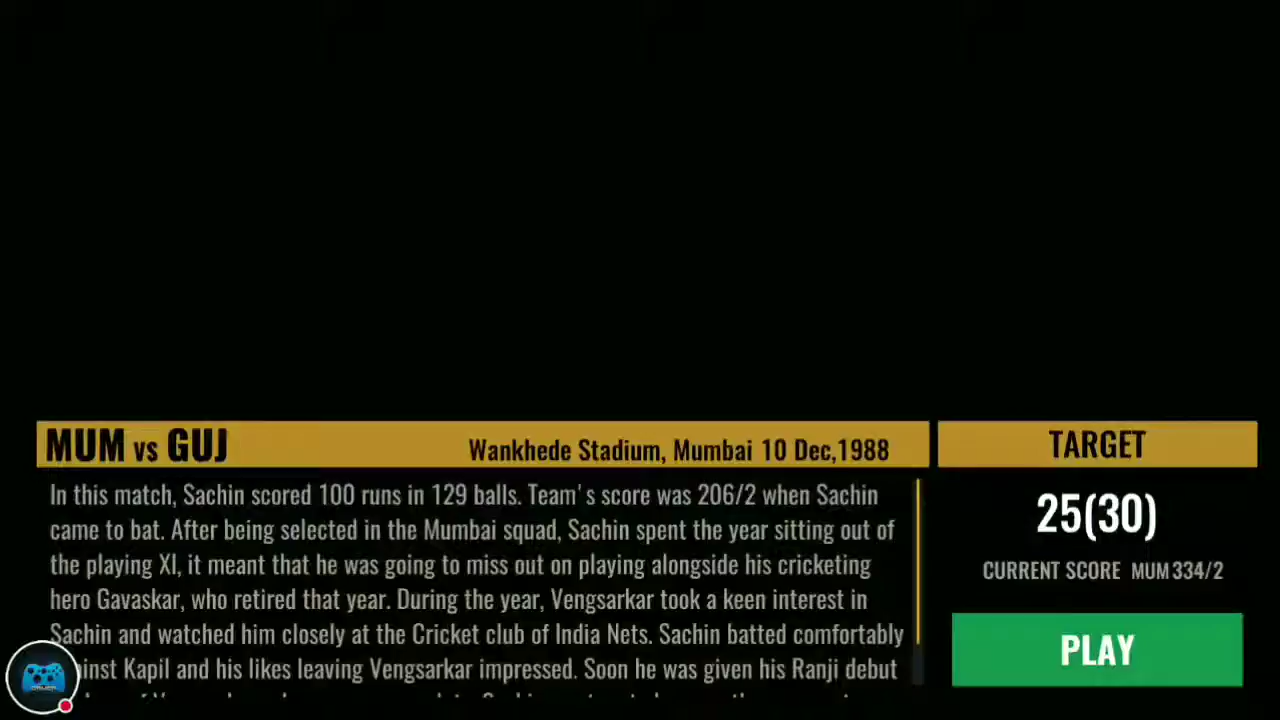 MUM vs GUJ
Wankhede Stadium, Mumbai 10 Dec,1988
In this match, Sachin scored 100 runs in 129 balls. Team's score was 206/2 when Sachin
came to bat. After being selected in the Mumbai squad, Sachin spent the year sitting out of
the playing XI, it meant that he was going to miss out on playing alongside his cricketing
hero Gavaskar, who retired that year. During the year, Vengsarkar took a keen interest in
Sachin and watched him closely at the Cricket club of India Nets. Sachin batted comfortably
Kapil and his likes leaving Vengsarkar impressed. Soon he was given his Ranji debut
TARGET
25(30)
CURRENT SCORE MUM 334/2
PLAY